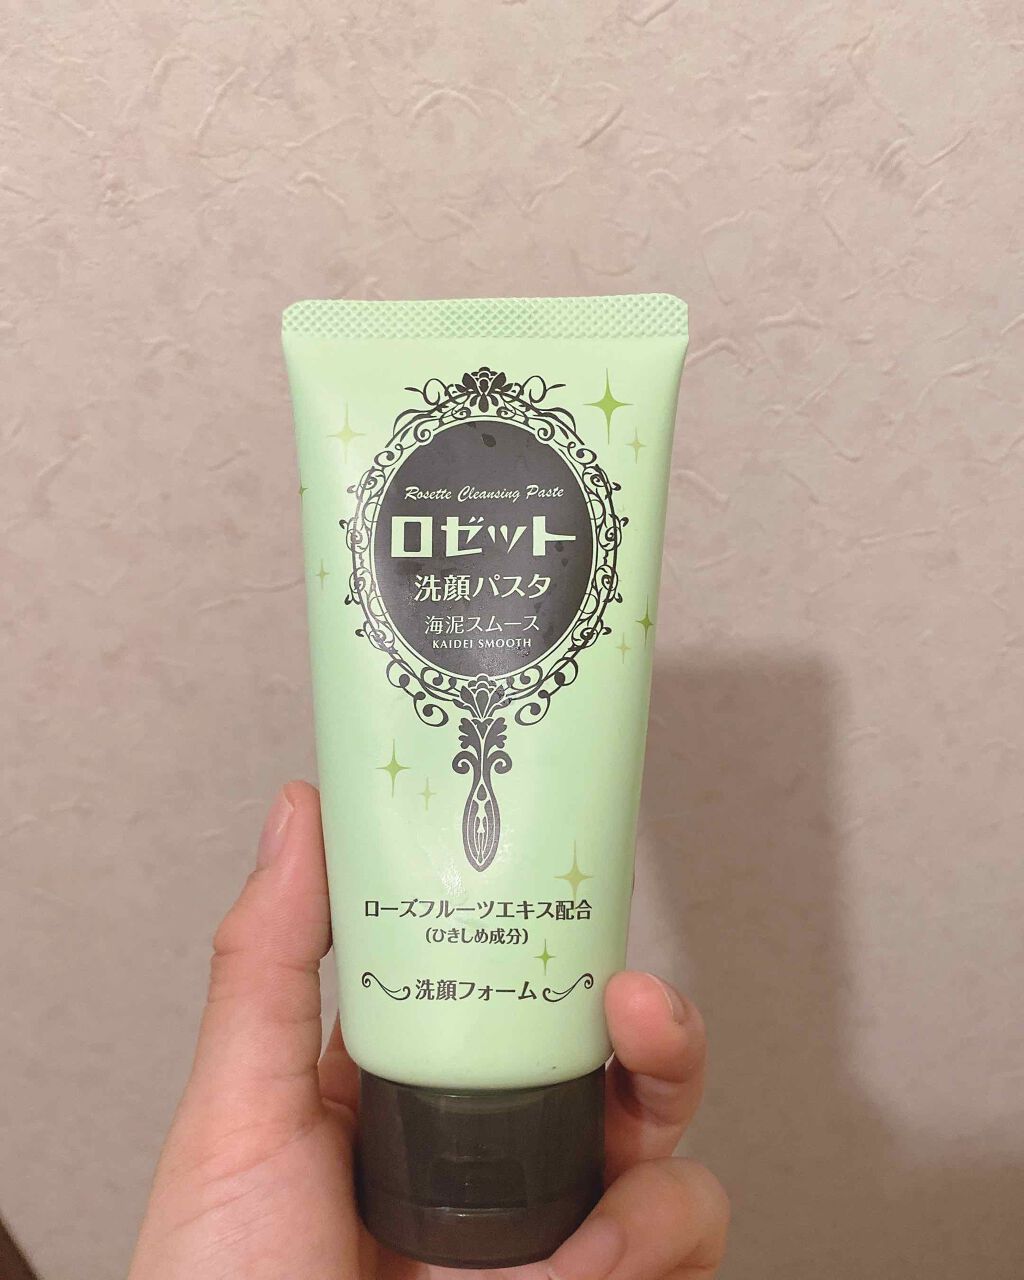 Rosette Cleansing Paste
ロゼット
洗顔パスタ
海泥スムース
KAIDEI SMOOTH
ローズフルーツエキス配合
(ひきしめ成分)
洗顔フォーム